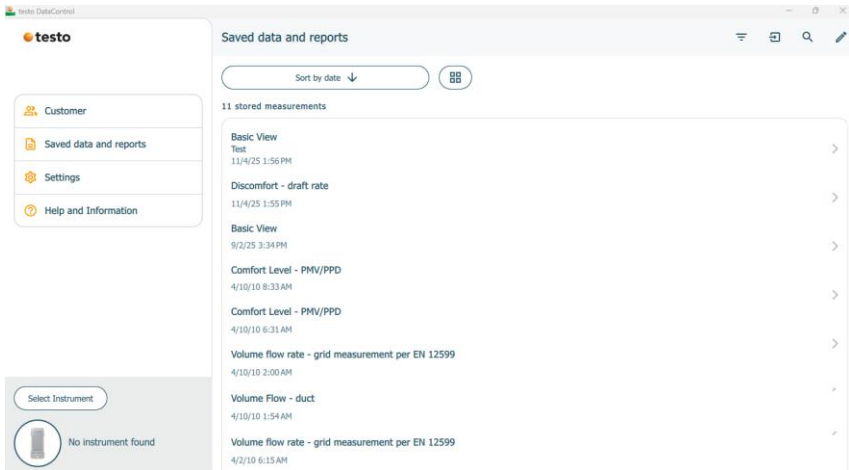 testo DataControl
testo
Customer
Saved data and reports
Settings
Help and Information
Select Instrument
No instrument found
Saved data and reports
Sort by date
11 stored measurements
Basic View
Test
11/4/25 1:56 PM
Discomfort - draft rate
11/4/25 1:55 PM
Basic View
9/2/25 3:34 PM
Comfort Level - PMV/PPD
4/10/10 8:33 AM
Comfort Level - PMV/PPD
4/10/10 6:31 AM
Volume flow rate - grid measurement per EN 12599
4/10/10 2:00 AM
Volume Flow - duct
4/10/10 1:54 AM
Volume flow rate - grid measurement per EN 12599
4/2/10 6:15 AM